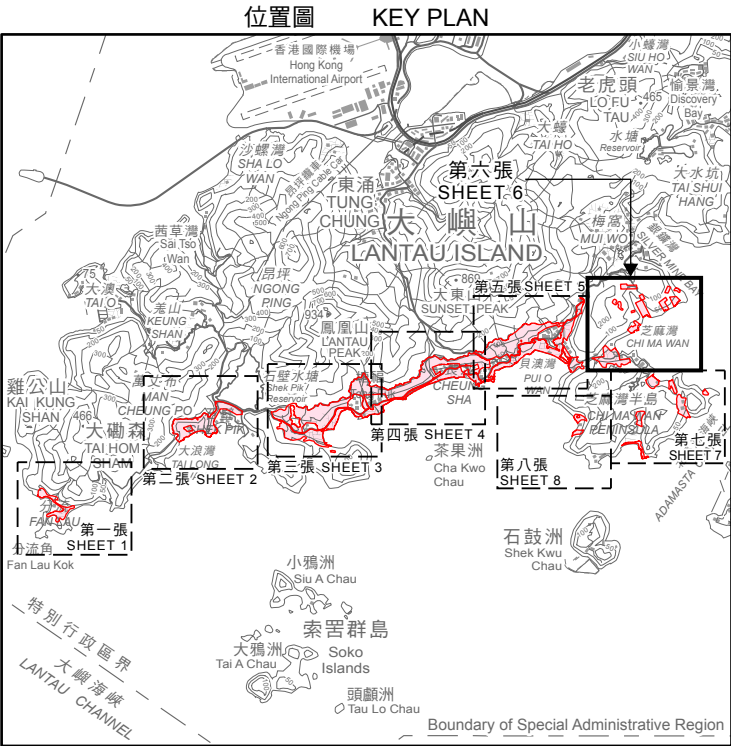 位置圖 KEY PLAN
香港國際機場
Hong Kong
International Airport
小蠔灣
SIU HO
WAN
老虎頭
LO FU
TAU
465
愉景灣
Discovery
Bay
大蠔
TAI HO
水塘
Reservoir
大水坑
TAI SHUI
HANG
沙螺灣
SHA LO
WAN
昂坪纜車
Ngong Ping Cable Car
東涌
TUNG
CHUNG
第六張
SHEET 6
大嶼山
LANTAU ISLAND
梅窩
MUI WO
銀鑛灣
SILVER MINE BAY
茜草灣
Sai Tso
Wan
75
大澳
TAI O
羗山
KEUNG
SHAN
昂坪
NGONG
PING
934
鳳凰山
LANTAU
PEAK
869
大東山
SUNSET PEAK
第五張 SHEET 5
芝麻灣
CHI MA WAN
雞公山
KAI KUNG
SHAN
466
萬丈布
MAN
CHEUNG PO
石壁水塘
Shek Pik
Reservoir
CHEUNG
SHA
貝澳灣
PUI O
WAN
芝麻灣半島
CHI MA WAN
PENINSULA
大磡森
TAI HOM
SHAM
大浪灣
TAI LONG
第二張 SHEET 2
第三張 SHEET 3
第四張 SHEET 4
茶果洲
Cha Kwo
Chau
第八張
SHEET 8
第七張
SHEET 7
第一張
SHEET 1
FAN LAU
分流角
Fan Lau Kok
石鼓洲
Shek Kwu
Chau
小鴉洲
Siu A Chau
索罟群島
Soko
Islands
大鴉洲
Tai A Chau
頭顱洲
Tau Lo Chau
特別行政區界
大嶼海峽
LANTAU CHANNEL
Boundary of Special Administrative Region